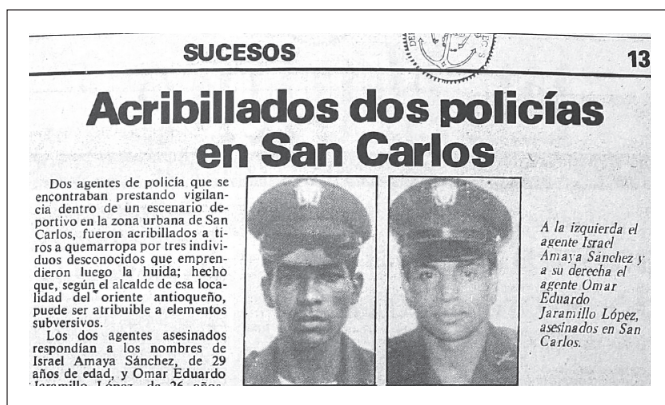 SUCESOS
13
Acribillados dos policías
en San Carlos
Dos agentes de policía que se
encontraban prestando vigilan-
cia dentro de un escenario de-
portivo en la zona urbana de San
Carlos, fueron acribillados a ti-
ros a quemarropa por tres indivi-
duos desconocidos que empren-
dieron luego la huida; hecho
que, según el alcalde de esa loca-
lidad del oriente antioqueño,
puede ser atribuible a elementos
subversivos.
Los dos agentes asesinados
respondían a los nombres de
Israel Amaya Sánchez, de 29
años de edad, y Omar Eduardo
Jaramillo López, de 26 años,
A la izquierda el
agente Israel
Amaya Sánchez y
a su derecha el
agente Omar
Eduardo
Jaramillo López,
asesinados en San
Carlos.